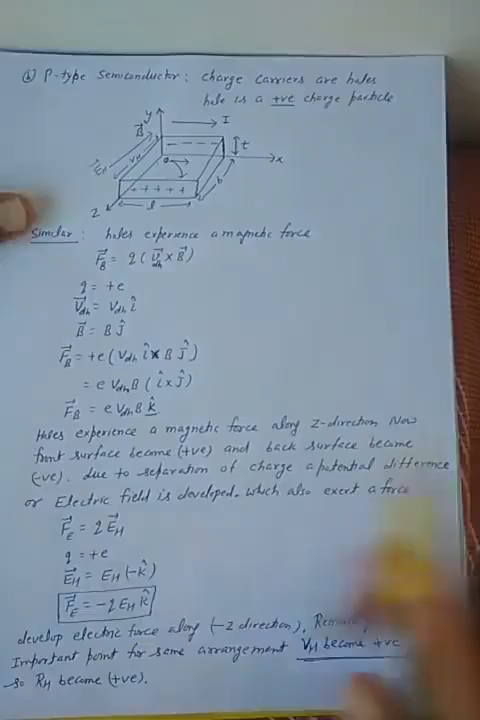 (b) P-type Semiconductor: charge carriers are holes
hole is a +ve charge particle
y
B⃗
I
E⃗H
VH
t
o
x
b
+ + + + +
Z
l
Similar: holes experience a magnetic force
F⃗B = q ( v⃗dh × B⃗ )
q = +e
V⃗dh = Vdh î
B⃗ = B ĵ
F⃗B = +e ( Vdh î × B ĵ )
= e VdhB ( î × ĵ )
F⃗B = e VdhB k̂
Holes experience a magnetic force along Z-direction Now
front surface become (+ve) and back surface became
(-ve). due to separation of charge a potential difference
or Electric field is developed. which also exert a force
F⃗E = q E⃗H
q = +e
E⃗H = EH (-k̂)
F⃗E = -q EH k̂
develop electric force along (-z direction),
Important point for same arrangement VH become +ve
so RH become (+ve).